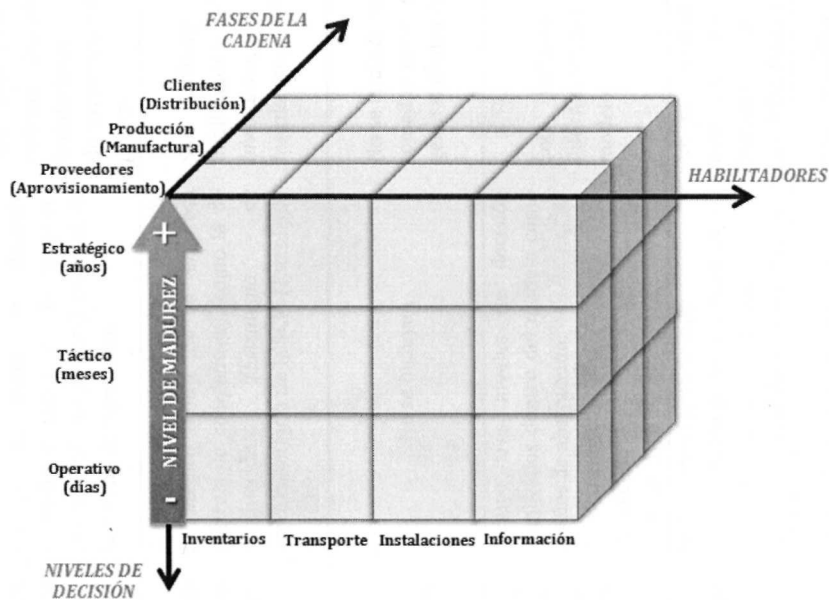 FASES DE LA
CADENA
Clientes
(Distribución)
Producción
(Manufactura)
Proveedores
(Aprovisionamiento)
HABILITADORES
+
Estratégico
(años)
NIVEL DE MADUREZ
Táctico
(meses)
Operativo
(días)
-
Inventarios Transporte Instalaciones Información
NIVELES DE
DECISIÓN